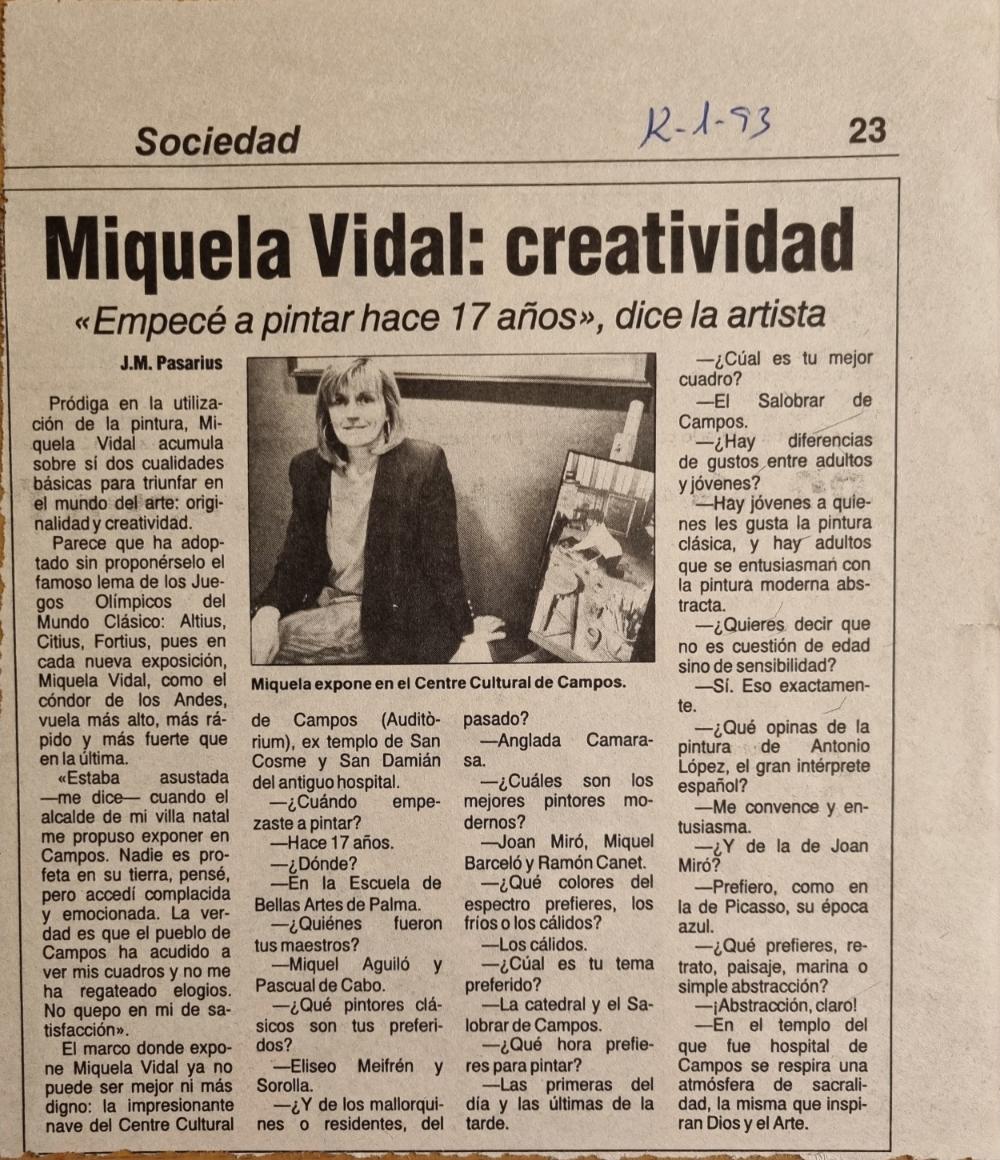 Sociedad
12-1-93
23
Miquela Vidal: creatividad
«Empecé a pintar hace 17 años», dice la artista
J.M. Pasarius
Pródiga en la utiliza-
ción de la pintura, Mi-
quela Vidal acumula
sobre sí dos cualidades
básicas para triunfar en
el mundo del arte: origi-
nalidad y creatividad.
Parece que ha adop-
tado sin proponérselo el
famoso lema de los Jue-
gos Olímpicos del
Mundo Clásico: Altius,
Citius, Fortius, pues en
cada nueva exposición,
Miquela Vidal, como el
cóndor de los Andes,
vuela más alto, más rá-
pido y más fuerte que
en la última.
«Estaba asustada
—me dice— cuando el
alcalde de mi villa natal
me propuso exponer en
Campos. Nadie es pro-
feta en su tierra, pensé,
pero accedí complacida
y emocionada. La ver-
dad es que el pueblo de
Campos ha acudido a
ver mis cuadros y no me
ha regateado elogios.
No quepo en mi de sa-
tisfacción».
El marco donde expo-
ne Miquela Vidal ya no
puede ser mejor ni más
digno: la impresionante
nave del Centre Cultural
Miquela expone en el Centre Cultural de Campos.
de Campos (Auditò-
rium), ex templo de San
Cosme y San Damián
del antiguo hospital.
—¿Cuándo empe-
zaste a pintar?
—Hace 17 años.
—¿Dónde?
—En la Escuela de
Bellas Artes de Palma.
—¿Quiénes fueron
tus maestros?
—Miquel Aguiló y
Pascual de Cabo.
—¿Qué pintores clá-
sicos son tus preferi-
dos?
—Eliseo Meifrén y
Sorolla.
—¿Y de los mallorqui-
nes o residentes, del
pasado?
—Anglada Camara-
sa.
—¿Cuáles son los
mejores pintores mo-
dernos?
—Joan Miró, Miquel
Barceló y Ramón Canet.
—¿Qué colores del
espectro prefieres, los
fríos o los cálidos?
—Los cálidos.
—¿Cúal es tu tema
preferido?
—La catedral y el Sa-
lobrar de Campos.
—¿Qué hora prefie-
res para pintar?
—Las primeras del
día y las últimas de la
tarde.
—¿Cúal es tu mejor
cuadro?
—El Salobrar de
Campos.
—¿Hay diferencias
de gustos entre adultos
y jóvenes?
—Hay jóvenes a quie-
nes les gusta la pintura
clásica, y hay adultos
que se entusiasman con
la pintura moderna abs-
tracta.
—¿Quieres decir que
no es cuestión de edad
sino de sensibilidad?
—Sí. Eso exactamen-
te.
—¿Qué opinas de la
pintura de Antonio
López, el gran intérprete
español?
—Me convence y en-
tusiasma.
—¿Y de la de Joan
Miró?
—Prefiero, como en
la de Picasso, su época
azul.
—¿Qué prefieres, re-
trato, paisaje, marina o
simple abstracción?
—¡Abstracción, claro!
—En el templo del
que fue hospital de
Campos se respira una
atmósfera de sacrali-
dad, la misma que inspi-
ran Dios y el Arte.